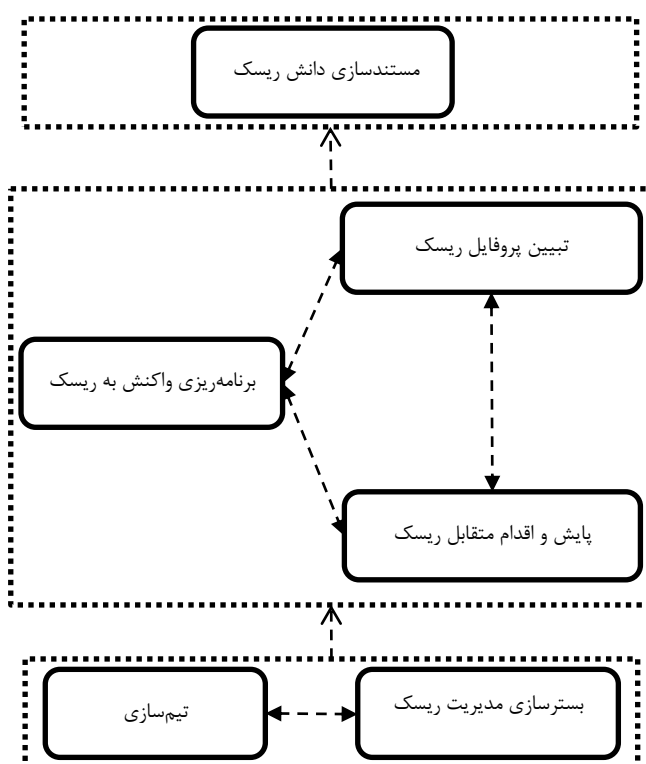 مستندسازی دانش ریسک
تبیین پروفایل ریسک
برنامه‌ریزی واکنش به ریسک
پایش و اقدام متقابل ریسک
بسترسازی مدیریت ریسک
تیم‌سازی